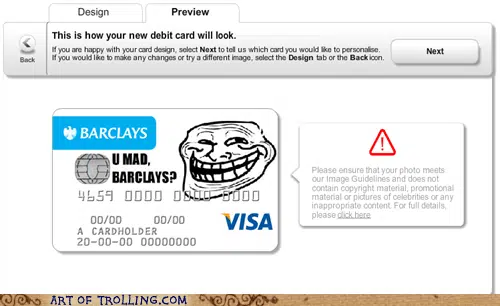 Design
Preview
Back
This is how your new debit card will look.
If you are happy with your card design, select Next to tell us which card you would like to personalise.
If you would like to make any changes or try a different image, select the Design tab or the Back icon.
Next
BARCLAYS
U MAD,
BARCLAYS?
4659 0000 0000 0000
00/00 00/00
A CARDHOLDER
20-00-00 00000000
VISA
Please ensure that your photo meets
our Image Guidelines and does not
contain copyright material, promotional
material or pictures of celebrities or any
inappropriate content. For full details,
please click here
ART OF TROLLING.COM